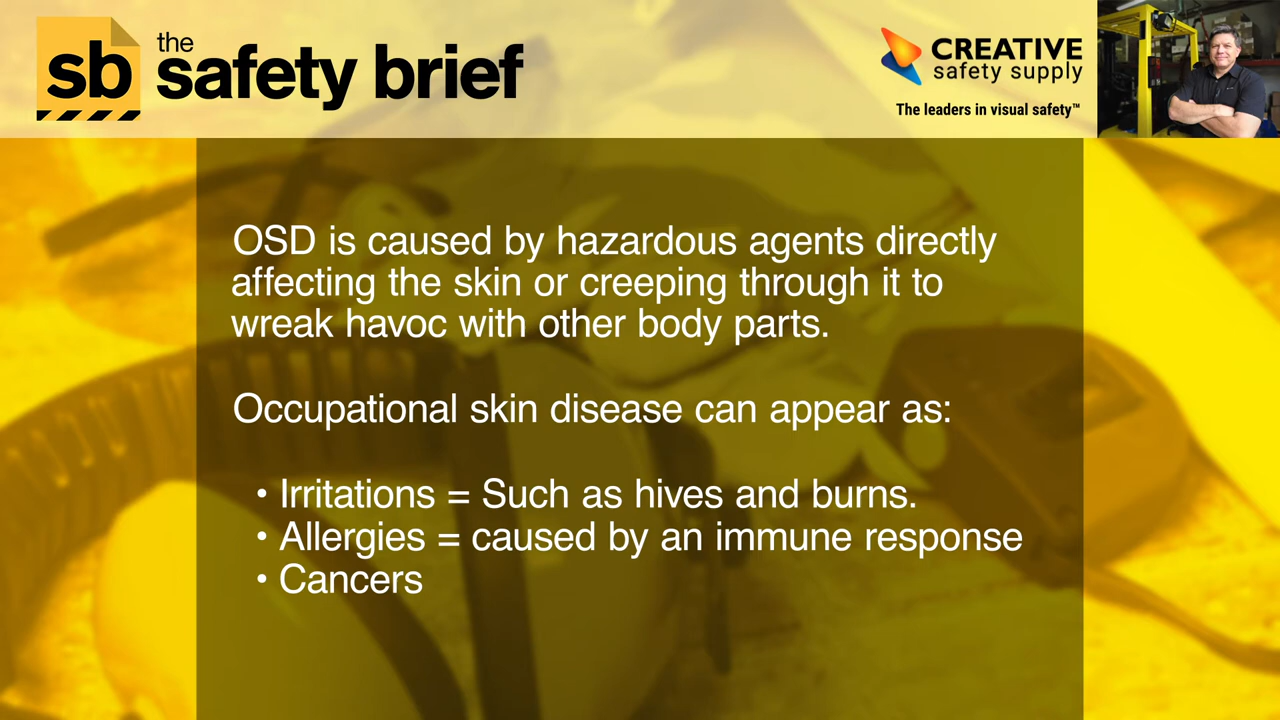 sb
the
safety brief
CREATIVE
safety supply
The leaders in visual safety™
OSD is caused by hazardous agents directly
affecting the skin or creeping through it to
wreak havoc with other body parts.
Occupational skin disease can appear as:
• Irritations = Such as hives and burns.
• Allergies = caused by an immune response
• Cancers